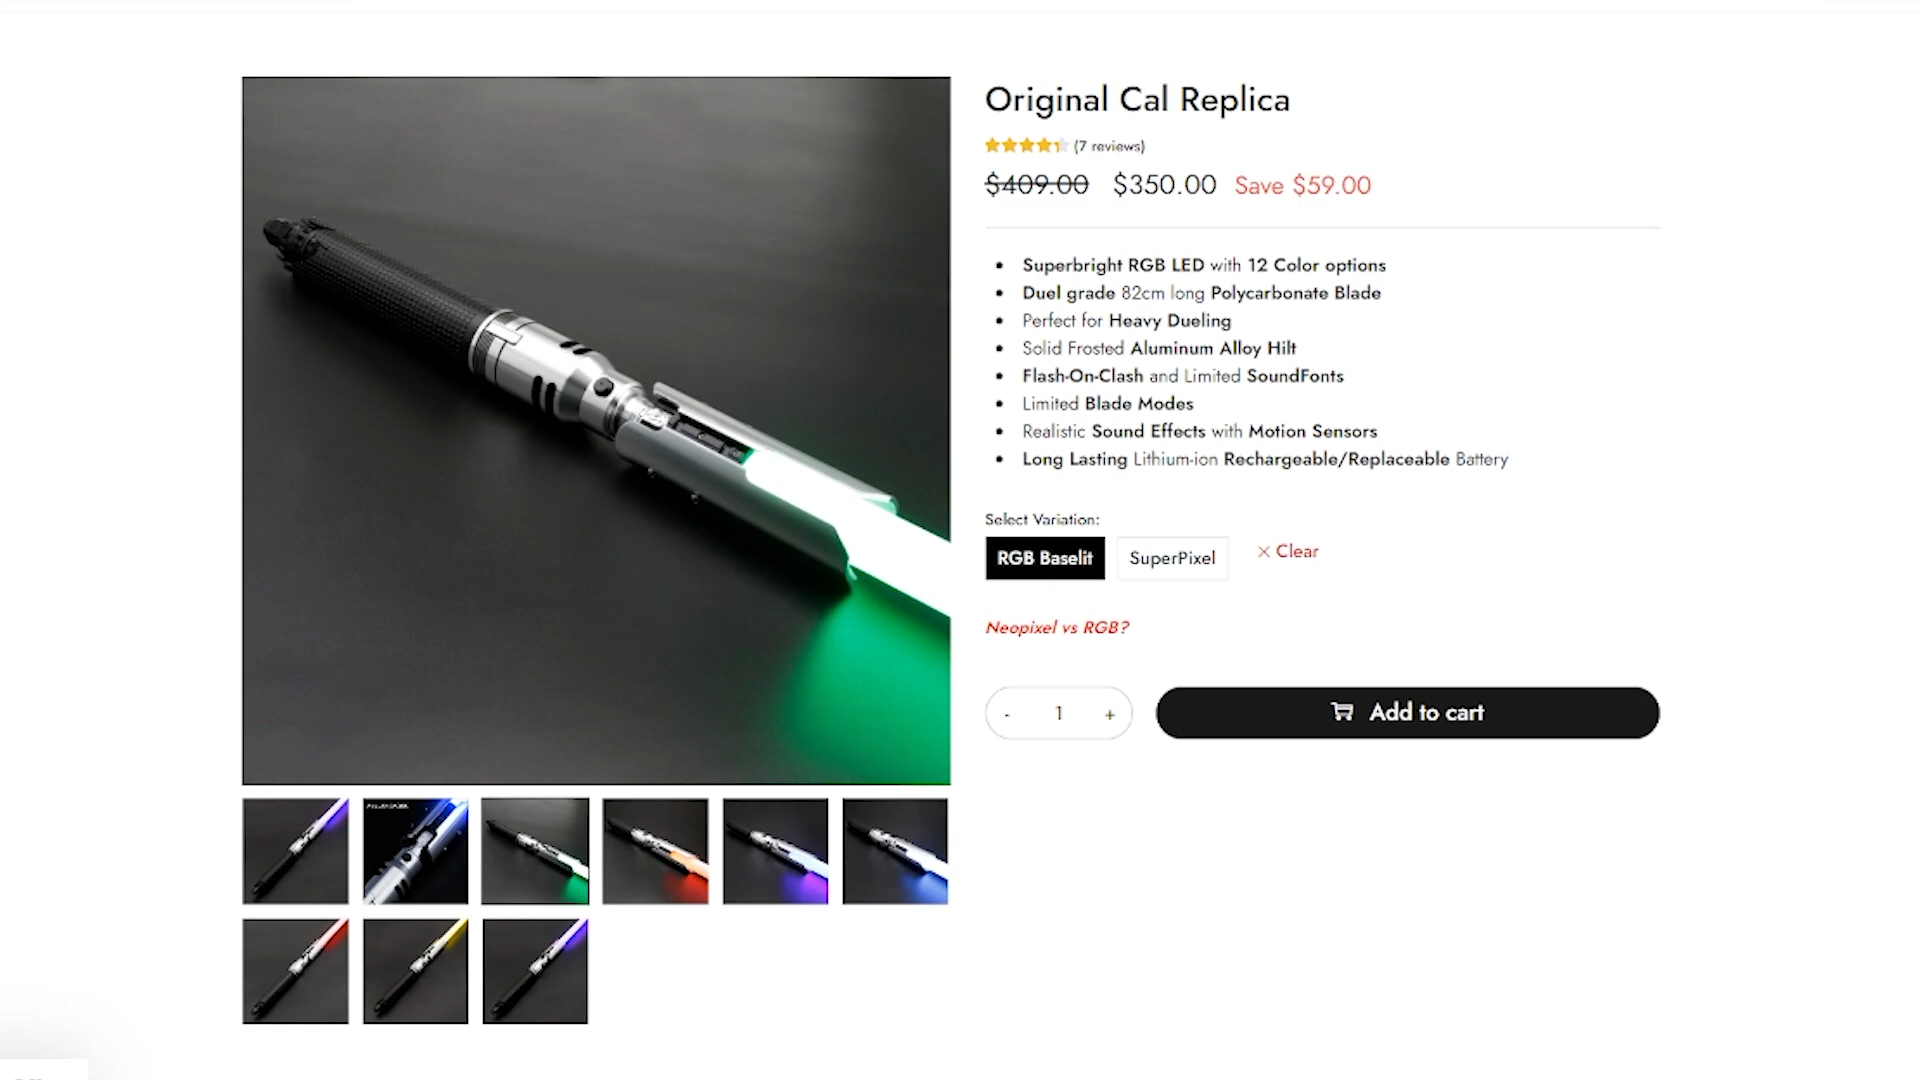 Original Cal Replica
(7 reviews)
$409.00 $350.00 Save $59.00
Superbright RGB LED with 12 Color options
Duel grade 82cm long Polycarbonate Blade
Perfect for Heavy Dueling
Solid Frosted Aluminum Alloy Hilt
Flash-On-Clash and Limited SoundFonts
Limited Blade Modes
Realistic Sound Effects with Motion Sensors
Long Lasting Lithium-ion Rechargeable/Replaceable Battery
Select Variation:
RGB Baselit SuperPixel × Clear
Neopixel vs RGB?
- 1 + Add to cart